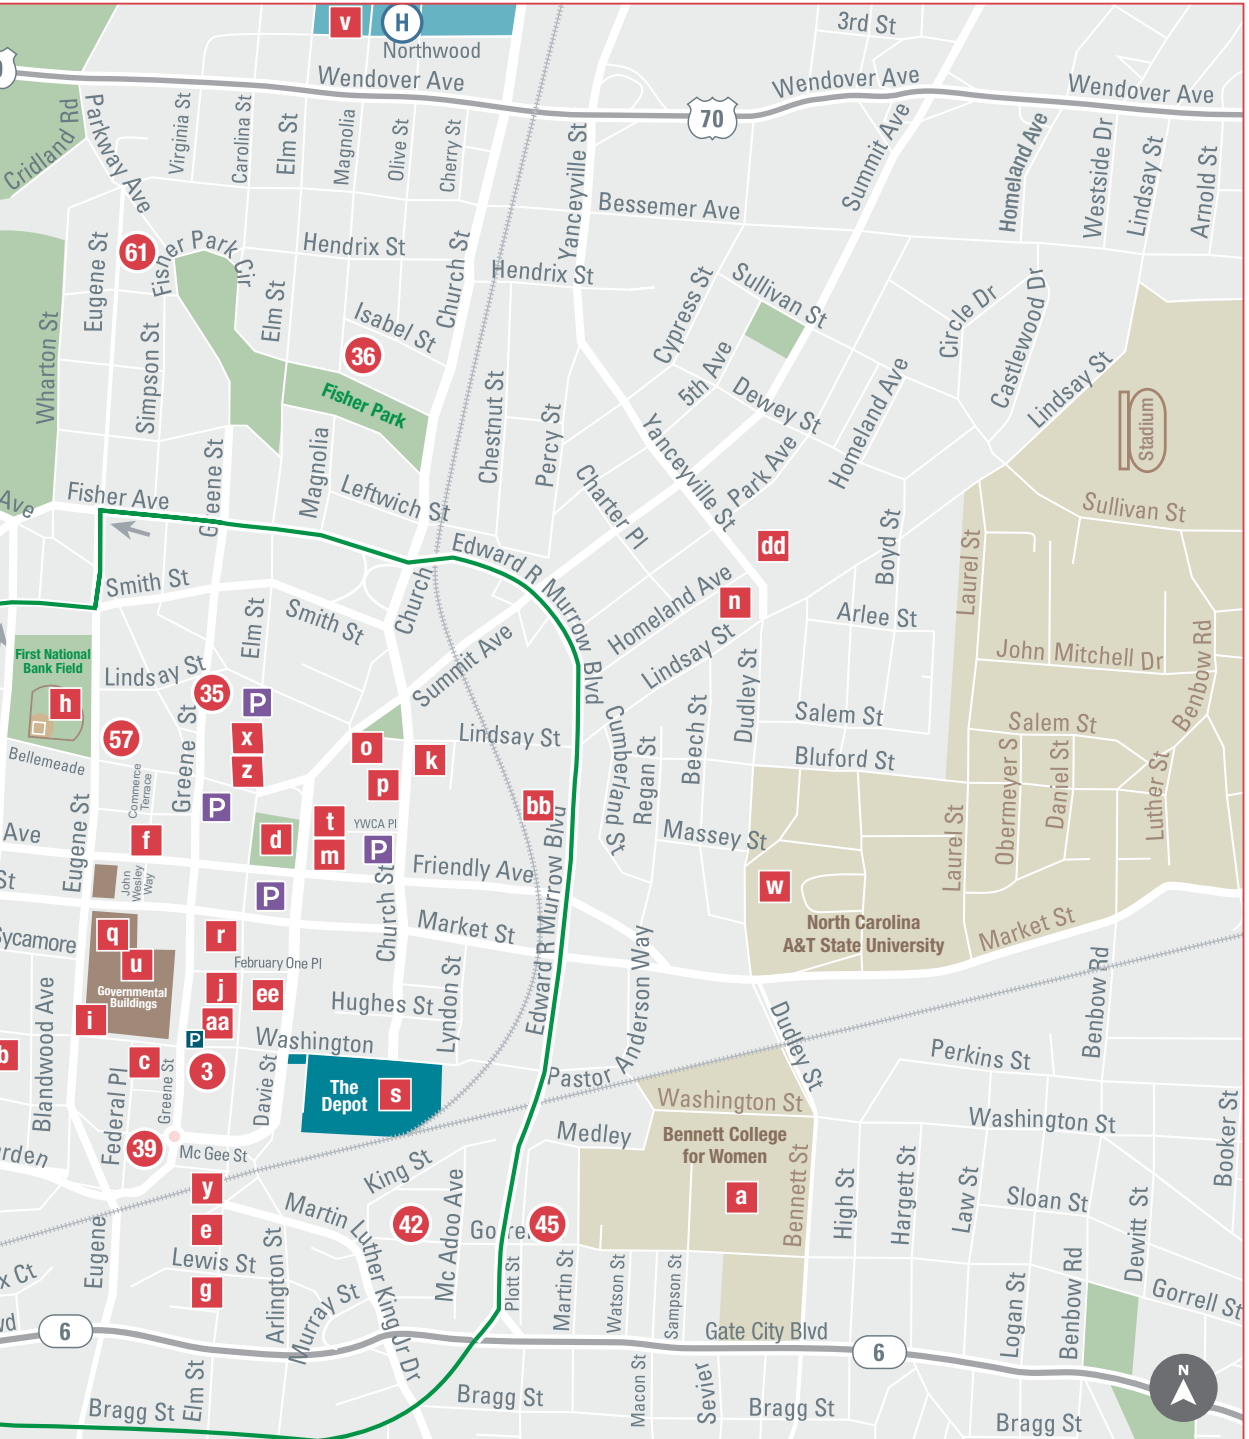 v
H
Northwood
3rd St
Wendover Ave
Wendover Ave
Wendover Ave
70
Cridland Rd
Parkway Ave
Virginia St
Carolina St
Elm St
Magnolia
Olive St
Cherry St
Yanceyville St
Summit Ave
Homeland Ave
Westside Dr
Lindsay St
Arnold St
Bessemer Ave
61
Eugene St
Fisher Park Cir
Hendrix St
Church St
Hendrix St
Elm St
Isabel St
36
Cypress St
Sullivan St
Circle Dr
Castlewood Dr
Lindsay St
Wharton St
Simpson St
Fisher Park
Chestnut St
Percy St
5th Ave
Dewey St
Homeland Ave
Stadium
Greene St
Magnolia
Leftwich St
Yanceyville St
Park Ave
Charter Pl
Ave
Fisher Ave
Sullivan St
Edward R Murrow Blvd
dd
Boyd St
Laurel St
Smith St
Elm St
Smith St
Church
Homeland Ave
n
Arlee St
Summit Ave
Lindsay St
Dudley St
John Mitchell Dr
Benbow Rd
First National
Bank Field
h
Lindsay St
35
P
57
Greene St
x
z
o
k
p
Lindsay St
Cumberland St
Regan St
Beech St
Salem St
Salem St
Bluford St
Obermeyer S
Daniel St
Luther St
Bellemeade
Commerce
Terrace
P
bb
Eugene St
Ave
f
d
t
m
YWCA Pl
P
Massey St
Laurel St
St
John
Wesley
Way
Friendly Ave
Edward R Murrow Blvd
w
P
Church St
Market St
North Carolina
A&T State University
Market St
Sycamore
q
u
r
February One Pl
Governmental
Buildings
j
ee
i
aa
Hughes St
Lyndon St
Pastor Anderson Way
Dudley St
Benbow Rd
b
Blandwood Ave
P
Washington
c
3
Greene St
Davie St
The
Depot
s
Perkins St
Washington St
Washington St
Federal Pl
39
Mc Gee St
Medley
Bennett College
for Women
a
Bennett St
Booker St
rden
y
King St
High St
Hargett St
Law St
Sloan St
Dewitt St
Eugene
e
Martin Luther King Jr Dr
42
Mc Adoo Ave
45
Lewis St
g
Arlington St
Murray St
Plott St
Martin St
Watson St
Sampson St
Logan St
Benbow Rd
Gorrell St
x Ct
vd
6
Gate City Blvd
6
N
Bragg St
Elm St
Bragg St
Macon St
Sevier
Bragg St
Bragg St